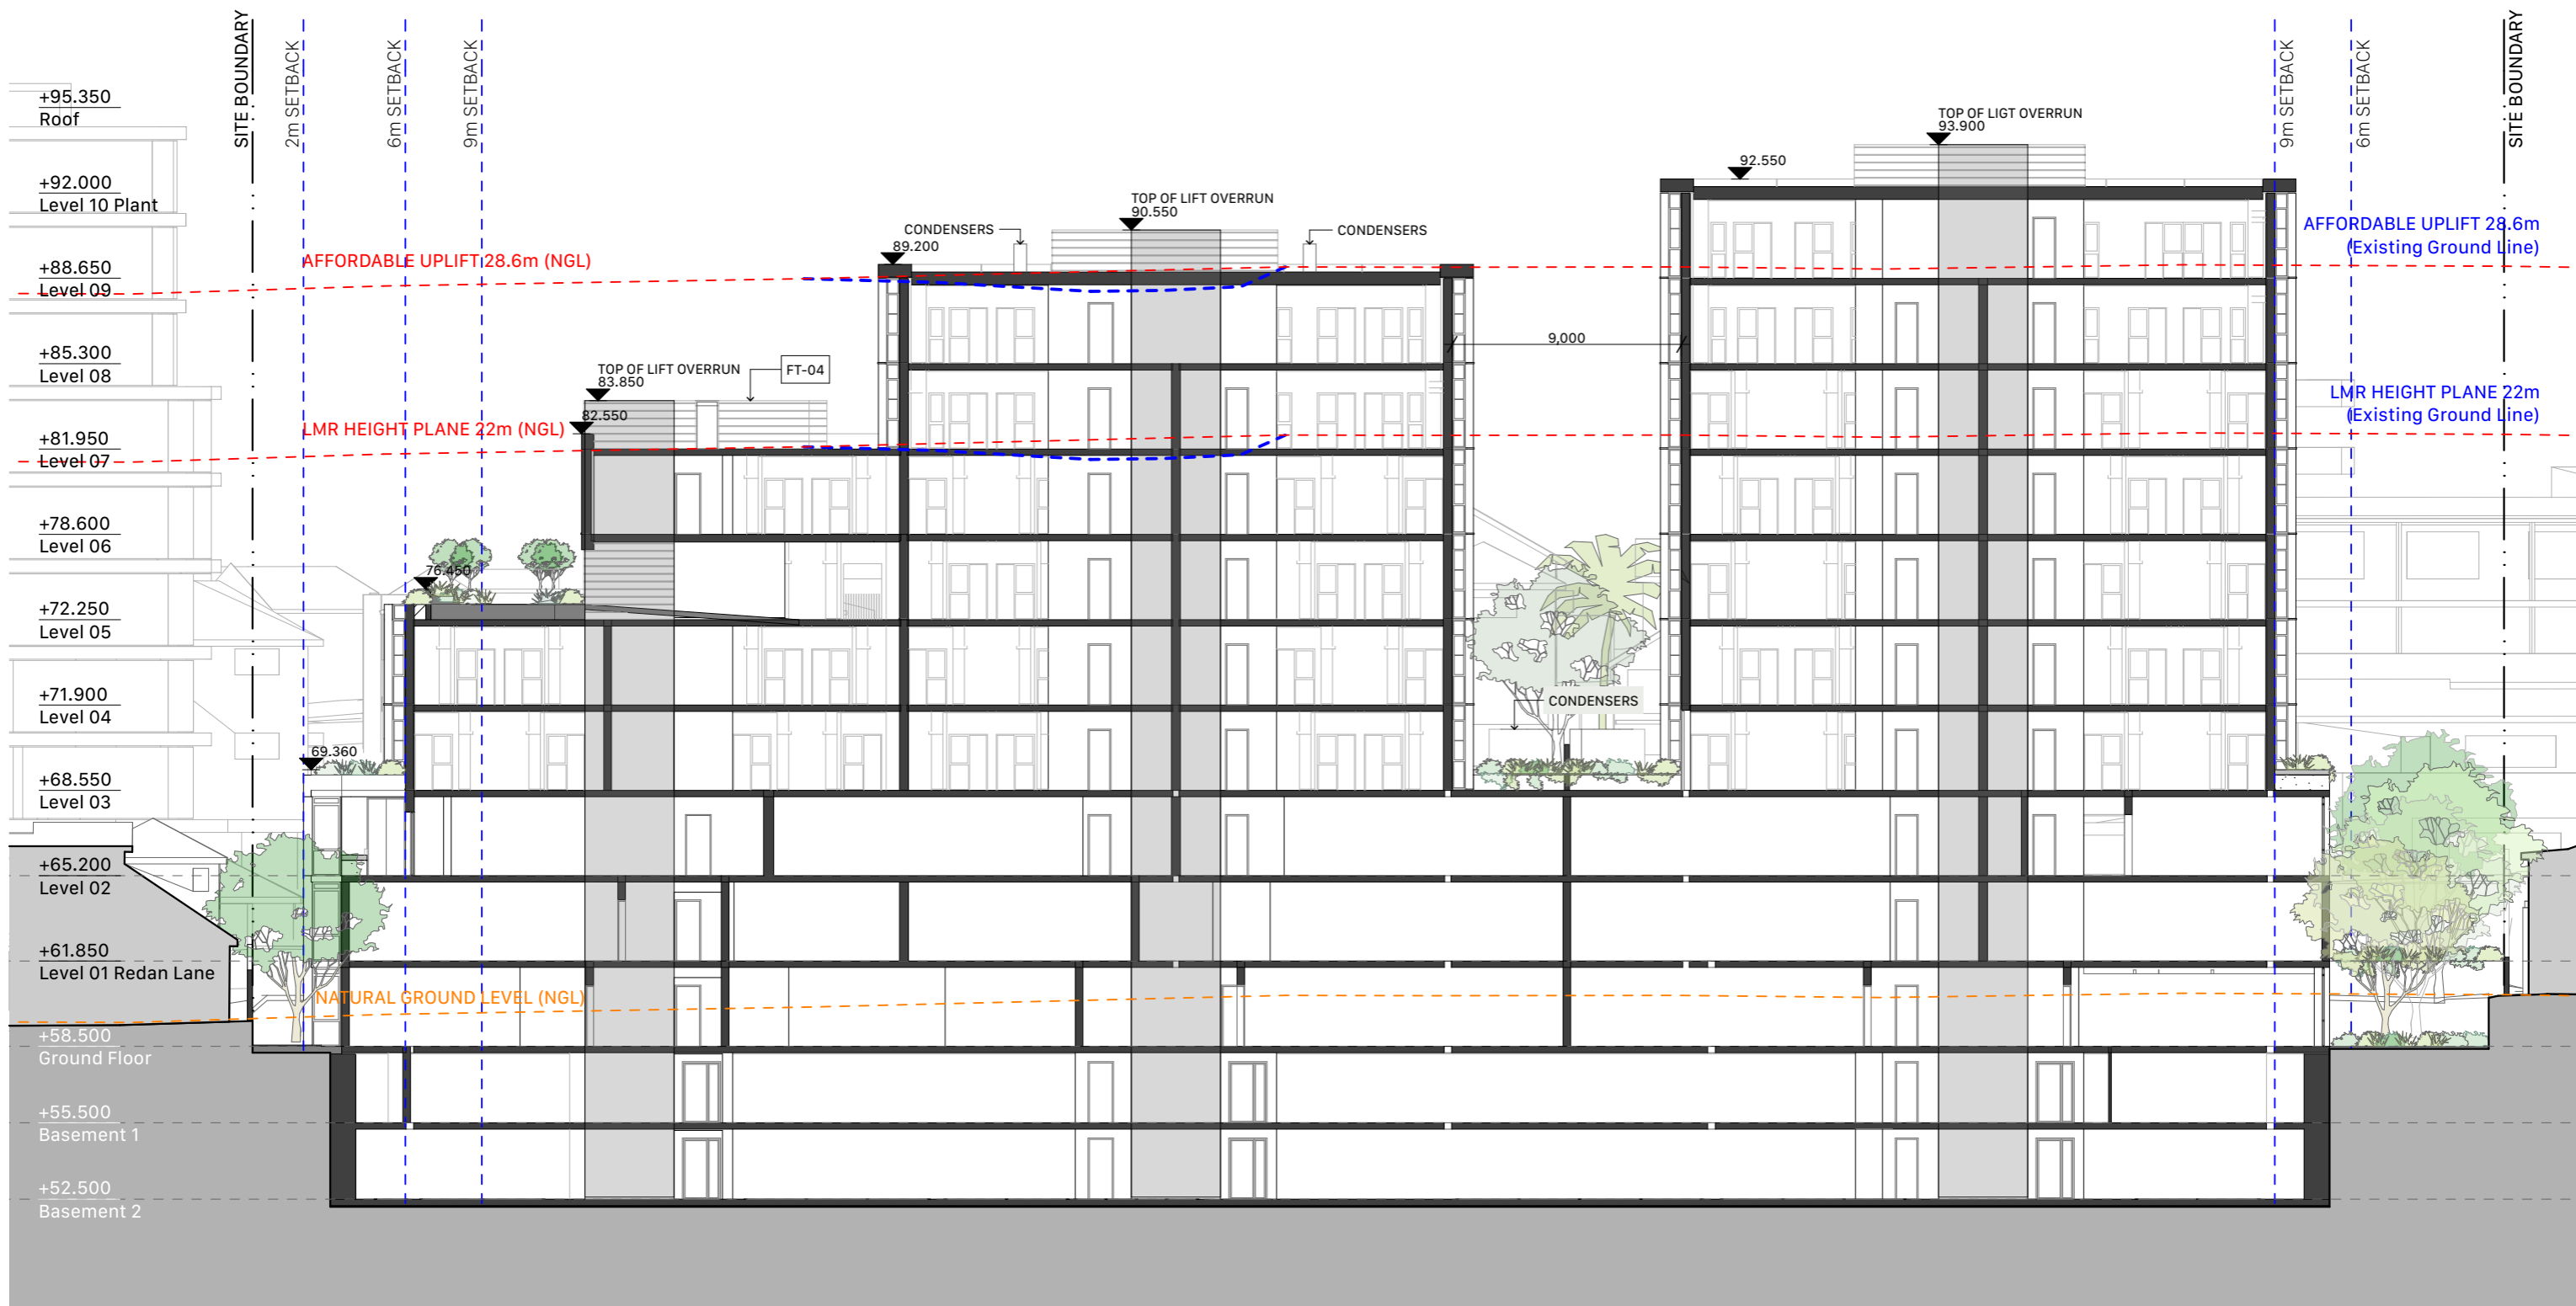 SITE BOUNDARY
2m SETBACK
6m SETBACK
9m SETBACK
9m SETBACK
6m SETBACK
SITE BOUNDARY
+95.350
Roof
+92.000
Level 10 Plant
+88.650
Level 09
+85.300
Level 08
+81.950
Level 07
+78.600
Level 06
+72.250
Level 05
+71.900
Level 04
+68.550
Level 03
+65.200
Level 02
+61.850
Level 01 Redan Lane
+58.500
Ground Floor
+55.500
Basement 1
+52.500
Basement 2
AFFORDABLE UPLIFT 28.6m (NGL)
LMR HEIGHT PLANE 22m (NGL)
NATURAL GROUND LEVEL (NGL)
69.360
76.450
82.550
TOP OF LIFT OVERRUN
83.850
FT-04
89.200
CONDENSERS
TOP OF LIFT OVERRUN
90.550
CONDENSERS
9,000
CONDENSERS
92.550
TOP OF LIGT OVERRUN
93.900
AFFORDABLE UPLIFT 28.6m
(Existing Ground Line)
LMR HEIGHT PLANE 22m
(Existing Ground Line)